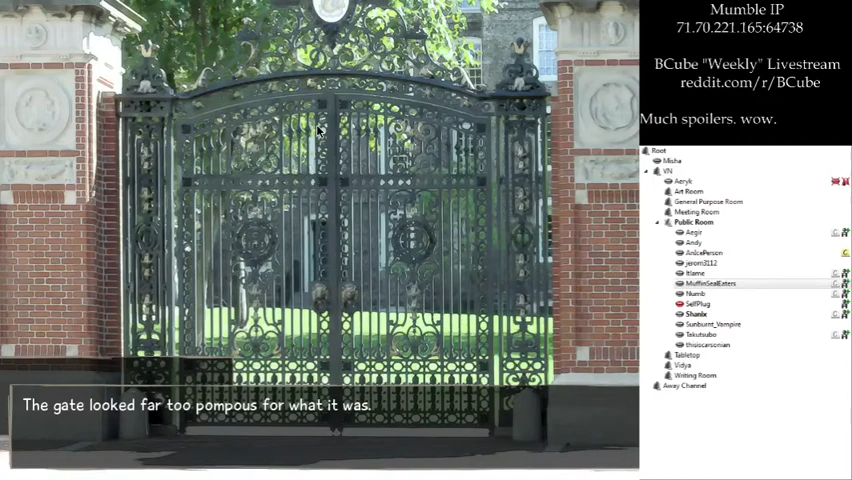 Mumble IP
71.70.221.165:64738
BCube "Weekly" Livestream
reddit.com/r/BCube
Much spoilers. wow.
Root
Misha
VN
Aeryk
Art Room
General Purpose Room
Meeting Room
Public Room
Aegir
Andy
AnIcePerson
jerom3112
Itlame
MuffinSealEaters
Numb
SelfPlug
Shanix
Sunburnt_Vampire
Takutsubo
thisiscarsonian
Tabletop
Vidya
Writing Room
Away Channel
The gate looked far too pompous for what it was.